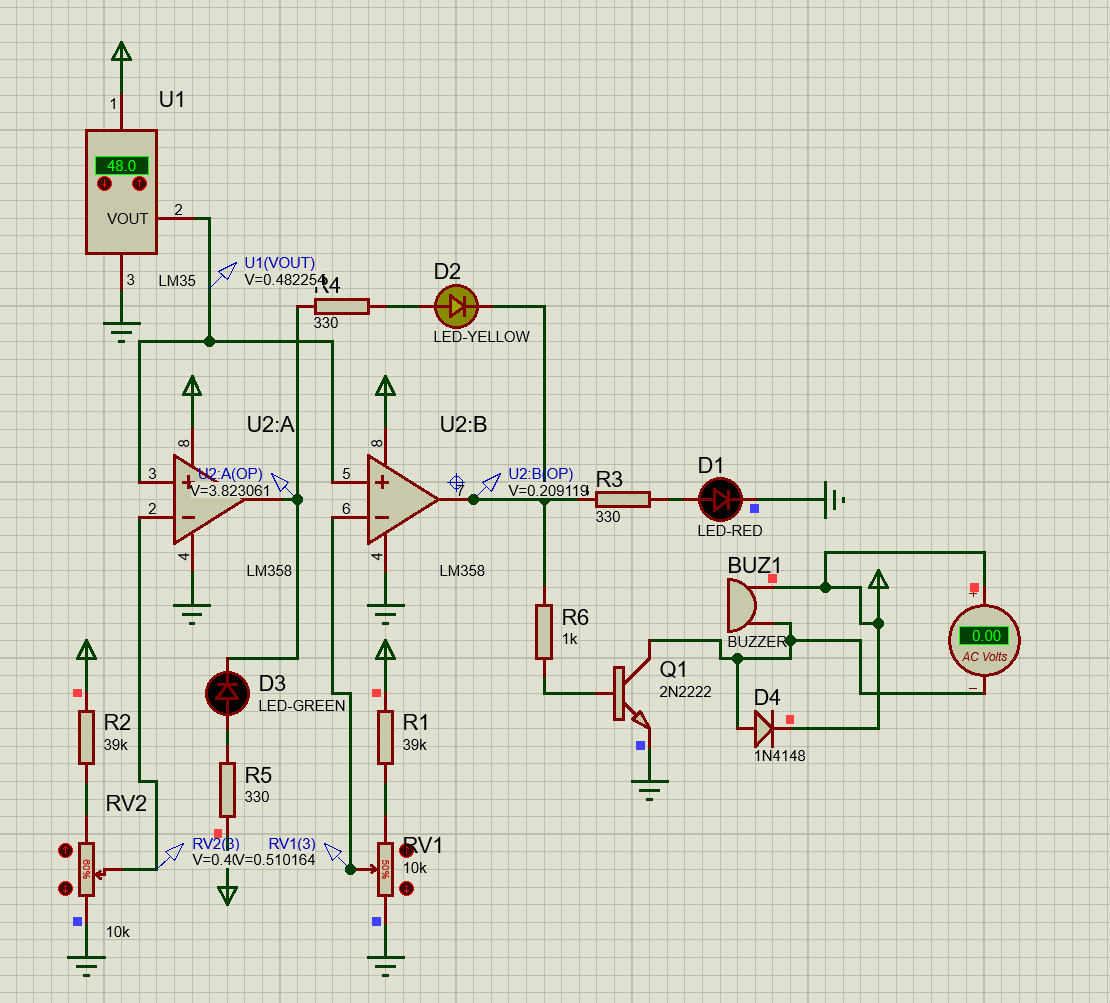 1
U1
48.0
VOUT
2
3
LM35
U1(VOUT)
V=0.482254
R4
330
D2
LED-YELLOW
8
U2:A
3
U2:A(OP)
V=3.823061
2
4
LM358
8
U2:B
5
6
7
4
LM358
U2:B(OP)
V=0.209119
R3
330
D1
LED-RED
BUZ1
BUZZER
+
0.00
AC Volts
−
R6
1k
Q1
2N2222
D4
1N4148
D3
LED-GREEN
R2
39k
R1
39k
R5
330
RV2
RV2(3)
V=0.4
RV1(3)
V=0.510164
RV1
10k
60%
50%
10k